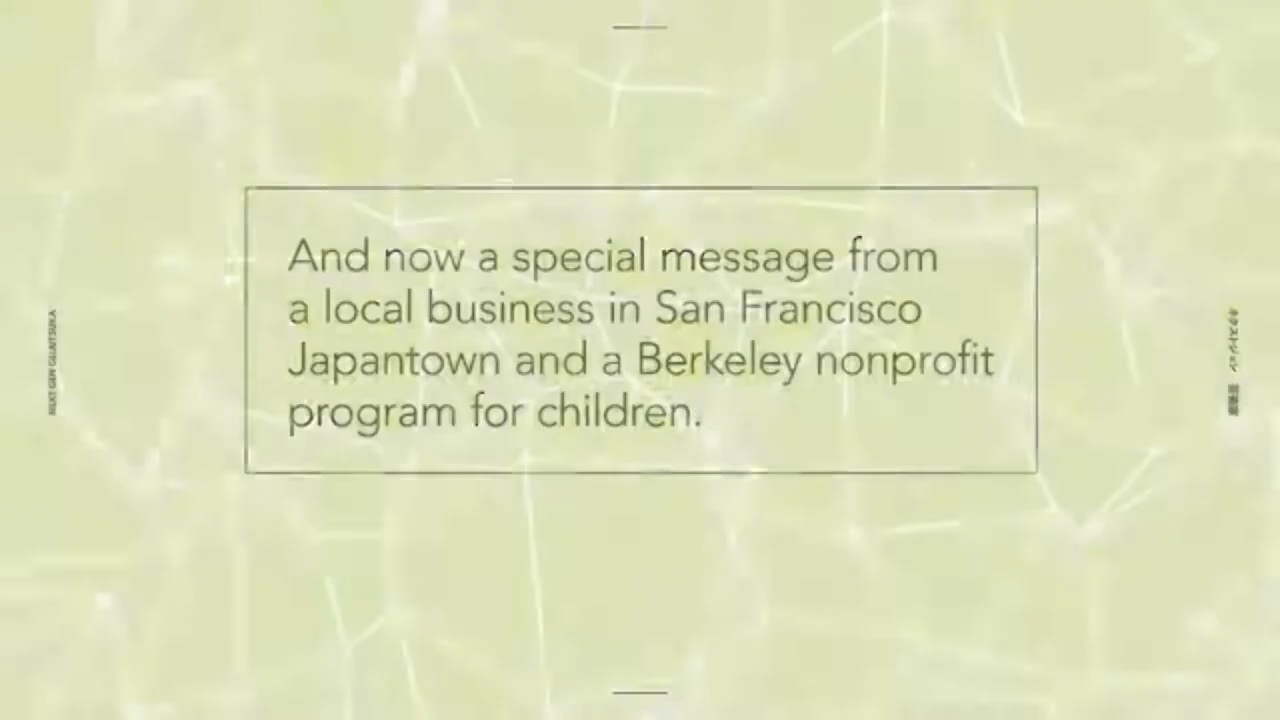 And now a special message from
a local business in San Francisco
Japantown and a Berkeley nonprofit
program for children.